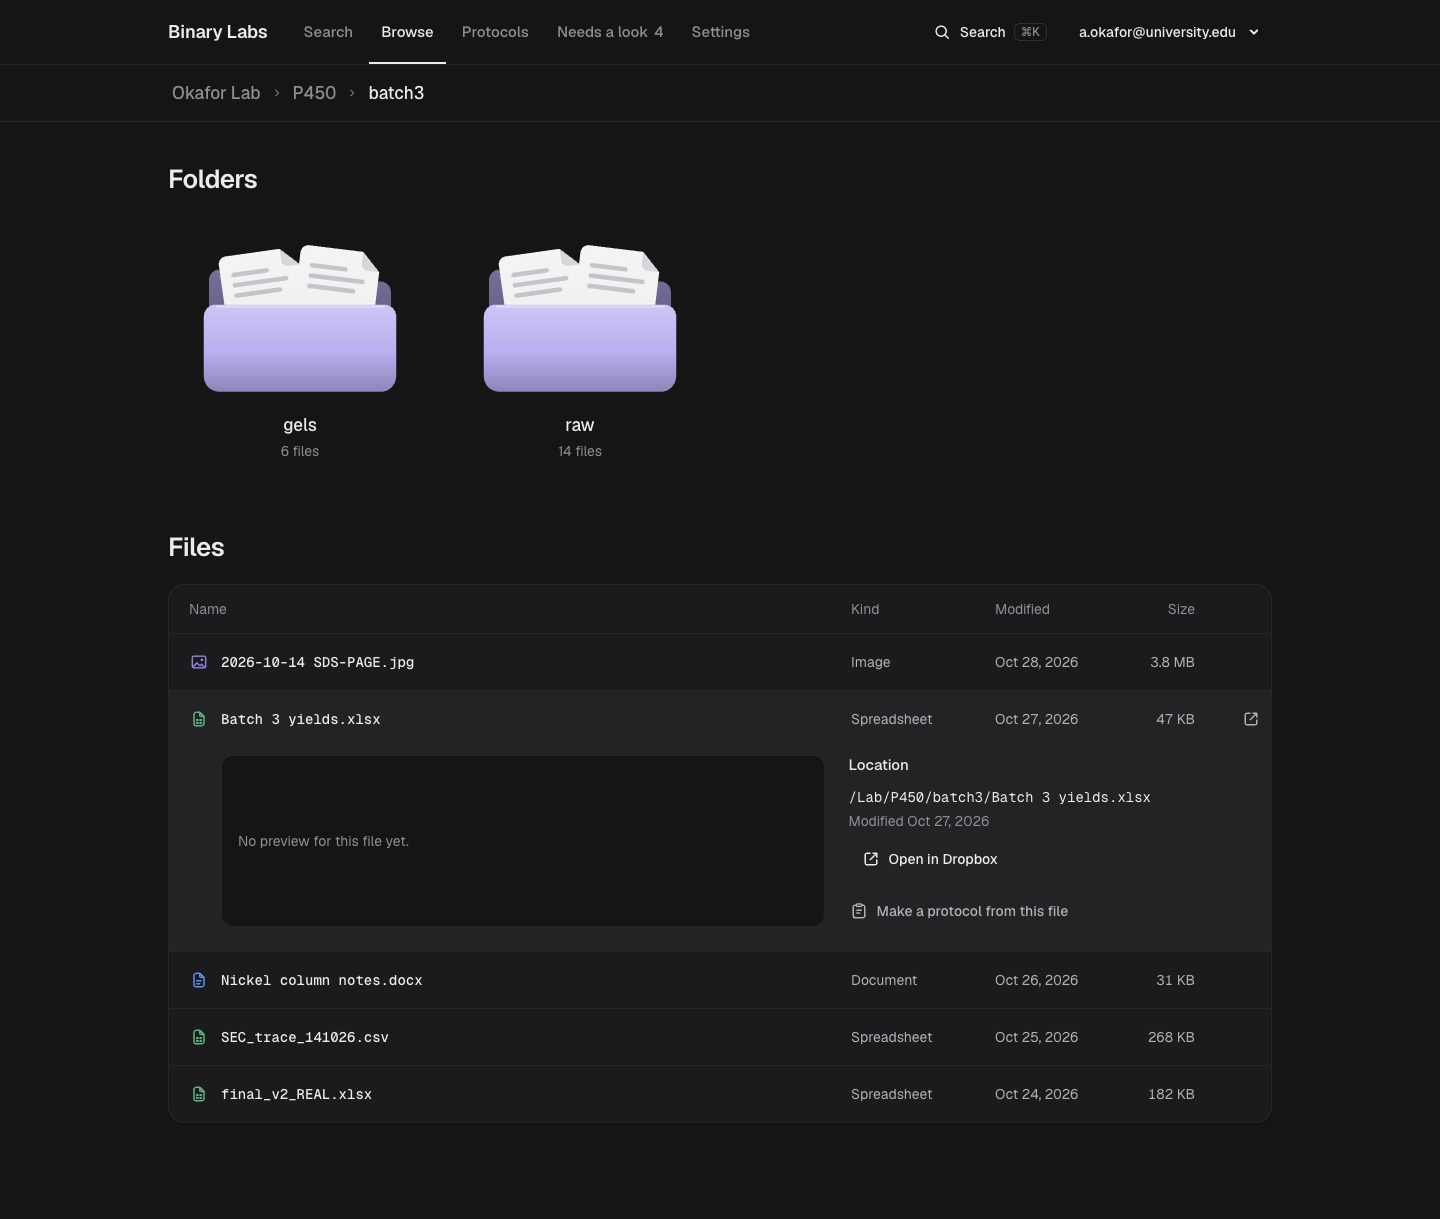 Binary Labs Search Browse Protocols Needs a look 4 Settings Search ⌘K a.okafor@university.edu
Okafor Lab › P450 › batch3
Folders
gels
6 files
raw
14 files
Files
Name Kind Modified Size
2026-10-14 SDS-PAGE.jpg Image Oct 28, 2026 3.8 MB
Batch 3 yields.xlsx Spreadsheet Oct 27, 2026 47 KB
No preview for this file yet.
Location
/Lab/P450/batch3/Batch 3 yields.xlsx
Modified Oct 27, 2026
Open in Dropbox
Make a protocol from this file
Nickel column notes.docx Document Oct 26, 2026 31 KB
SEC_trace_141026.csv Spreadsheet Oct 25, 2026 268 KB
final_v2_REAL.xlsx Spreadsheet Oct 24, 2026 182 KB